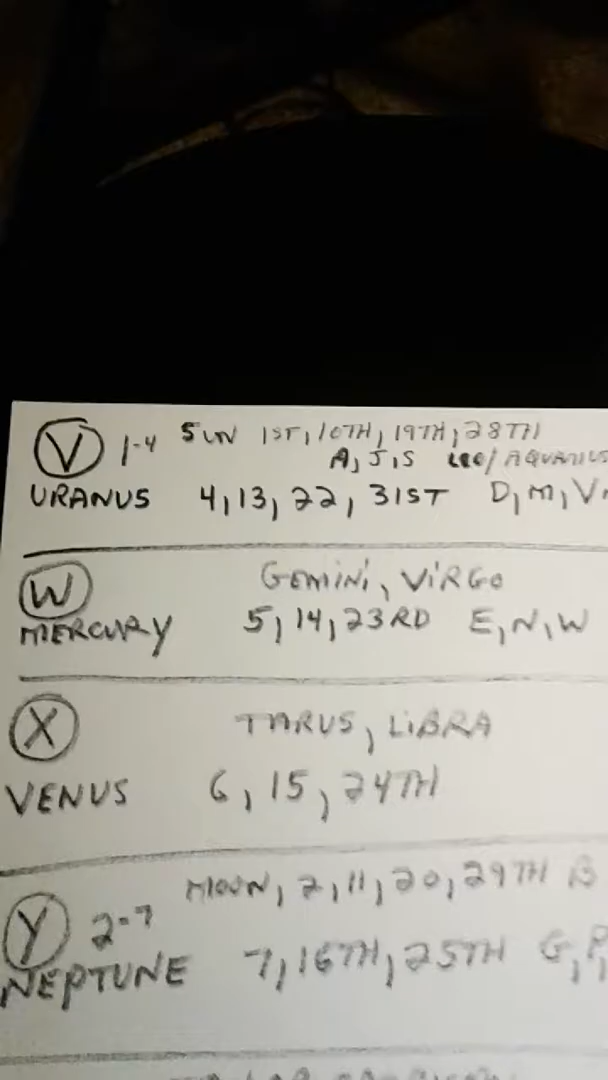 V 1-4 SUN 1ST, 10TH, 19TH, 28TH
A, J, S LEO/AQUARIUS
URANUS 4, 13, 22, 31ST D, M, V
W GEMINI, VIRGO
MERCURY 5, 14, 23RD E, N, W
X TARUS, LIBRA
VENUS 6, 15, 24TH
Y 2-7 MOON, 2, 11, 20, 29TH B
NEPTUNE 7, 16TH, 25TH G, P,